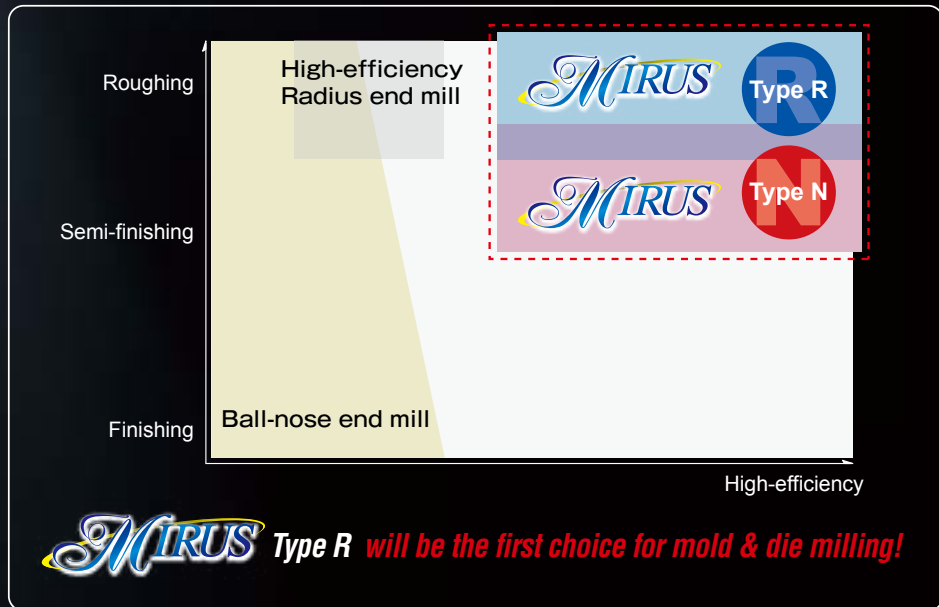 Roughing
High-efficiency
Radius end mill
MIRUS
R
Type R
MIRUS
N
Type N
Semi-finishing
Finishing
Ball-nose end mill
High-efficiency
MIRUS Type R will be the first choice for mold & die milling!